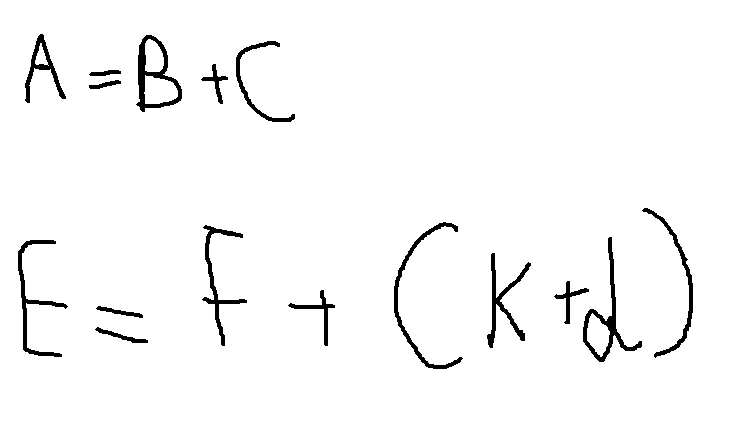 A = B + C
E = F + (K + d)